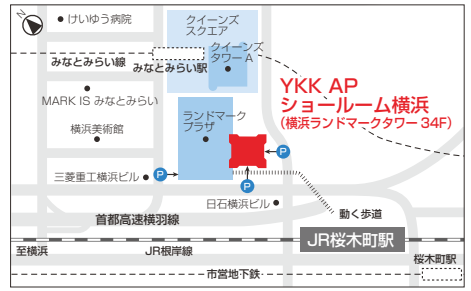 N
けいゆう病院
クイーンズ
スクエア
クイーンズ
タワーA
みなとみらい線
みなとみらい駅
MARK IS みなとみらい
YKK AP
ショールーム横浜
（横浜ランドマークタワー34F）
横浜美術館
ランドマーク
プラザ
P
三菱重工横浜ビル
P
P
日石横浜ビル
首都高速横羽線
動く歩道
JR桜木町駅
至横浜
JR根岸線
桜木町駅
市営地下鉄